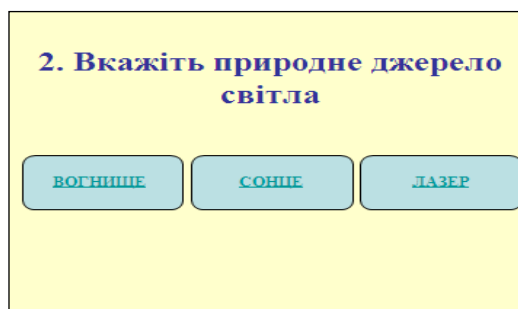 2. Вкажіть природне джерело
світла
ВОГНИЩЕ СОНЦЕ ЛАЗЕР